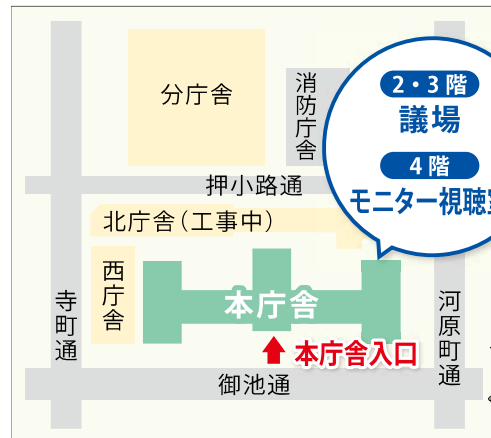 分庁舎
消防庁舎
2・3階
議場
4階
モニター視聴
押小路通
北庁舎（工事中）
西庁舎
本庁舎
寺町通
河原町通
本庁舎入口
御池通